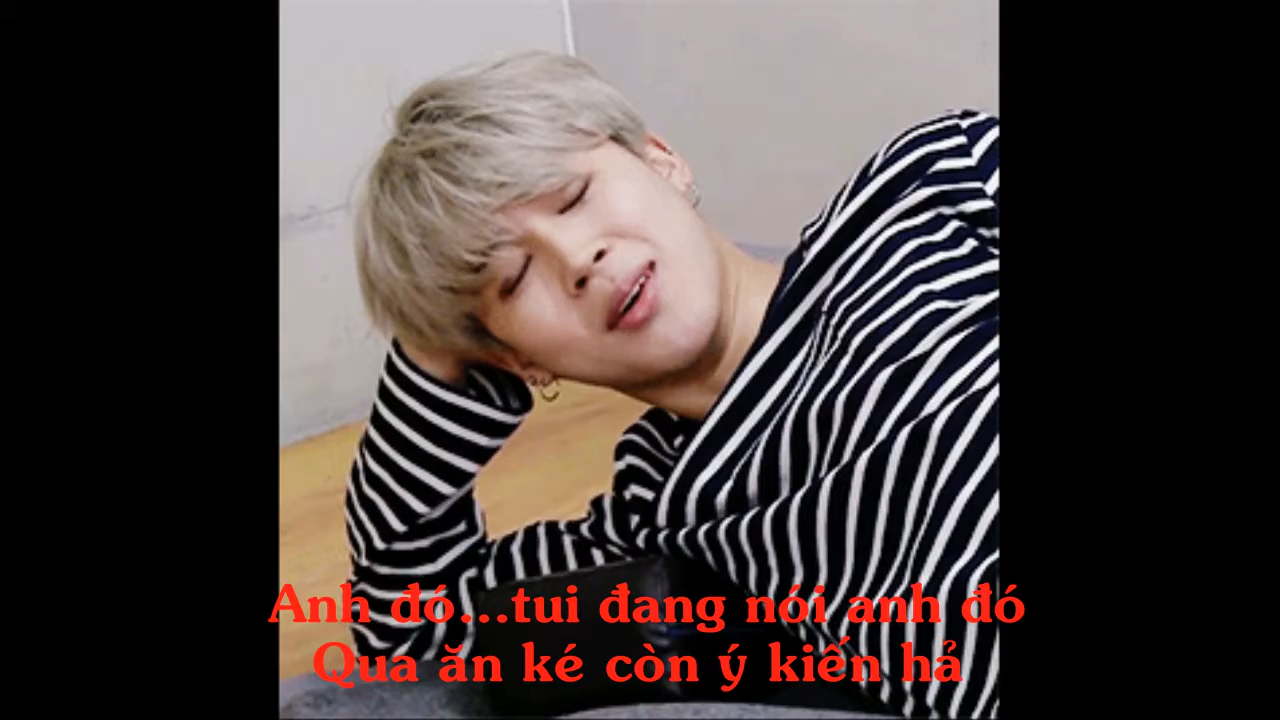 Anh đó...tui đang nói anh đó
Qua ăn ké còn ý kiến hả